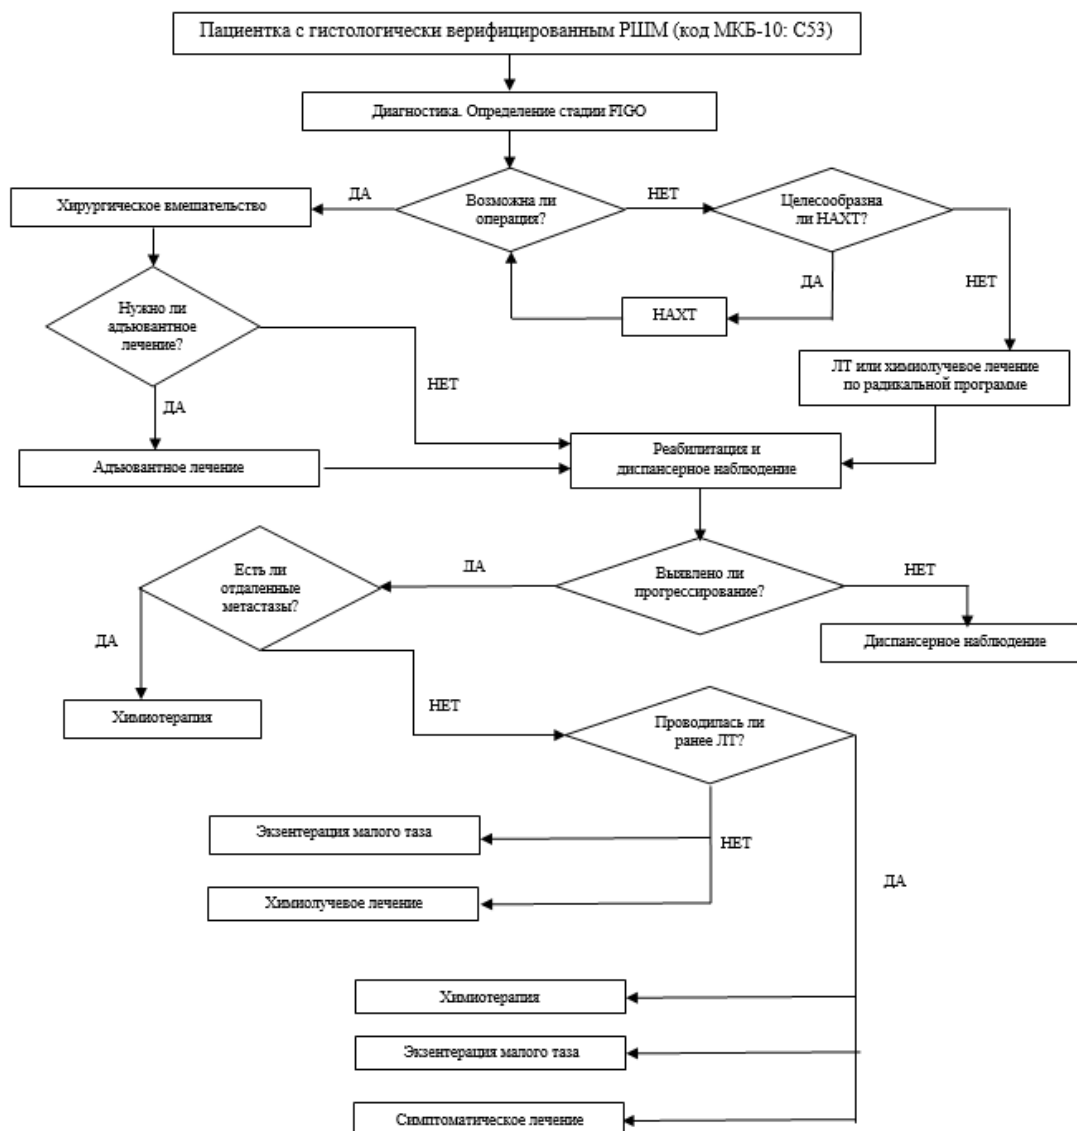 Пациентка с гистологически верифицированным РШМ (код МКБ-10: C53)
Диагностика. Определение стадии FIGO
Возможна ли
операция?
ДА
НЕТ
Хирургическое вмешательство
Целесообразна
ли НАХТ?
ДА
НЕТ
НАХТ
Нужно ли
адъювантное
лечение?
НЕТ
ДА
ЛТ или химиолучевое лечение
по радикальной программе
Адъювантное лечение
Реабилитация и
диспансерное наблюдение
Выявлено ли
прогрессирование?
ДА
НЕТ
Есть ли
отдаленные
метастазы?
Диспансерное наблюдение
ДА
НЕТ
Химиотерапия
Проводилась ли
ранее ЛТ?
НЕТ
ДА
Экзентерация малого таза
Химиолучевое лечение
Химиотерапия
Экзентерация малого таза
Симптоматическое лечение